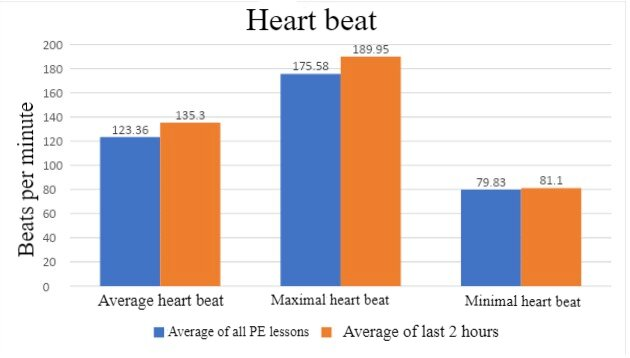 Heart beat
Beats per minute
200
180
160
140
120
100
80
60
40
20
0
123.36
135.3
175.58
189.95
79.83
81.1
Average heart beat
Maximal heart beat
Minimal heart beat
Average of all PE lessons
Average of last 2 hours